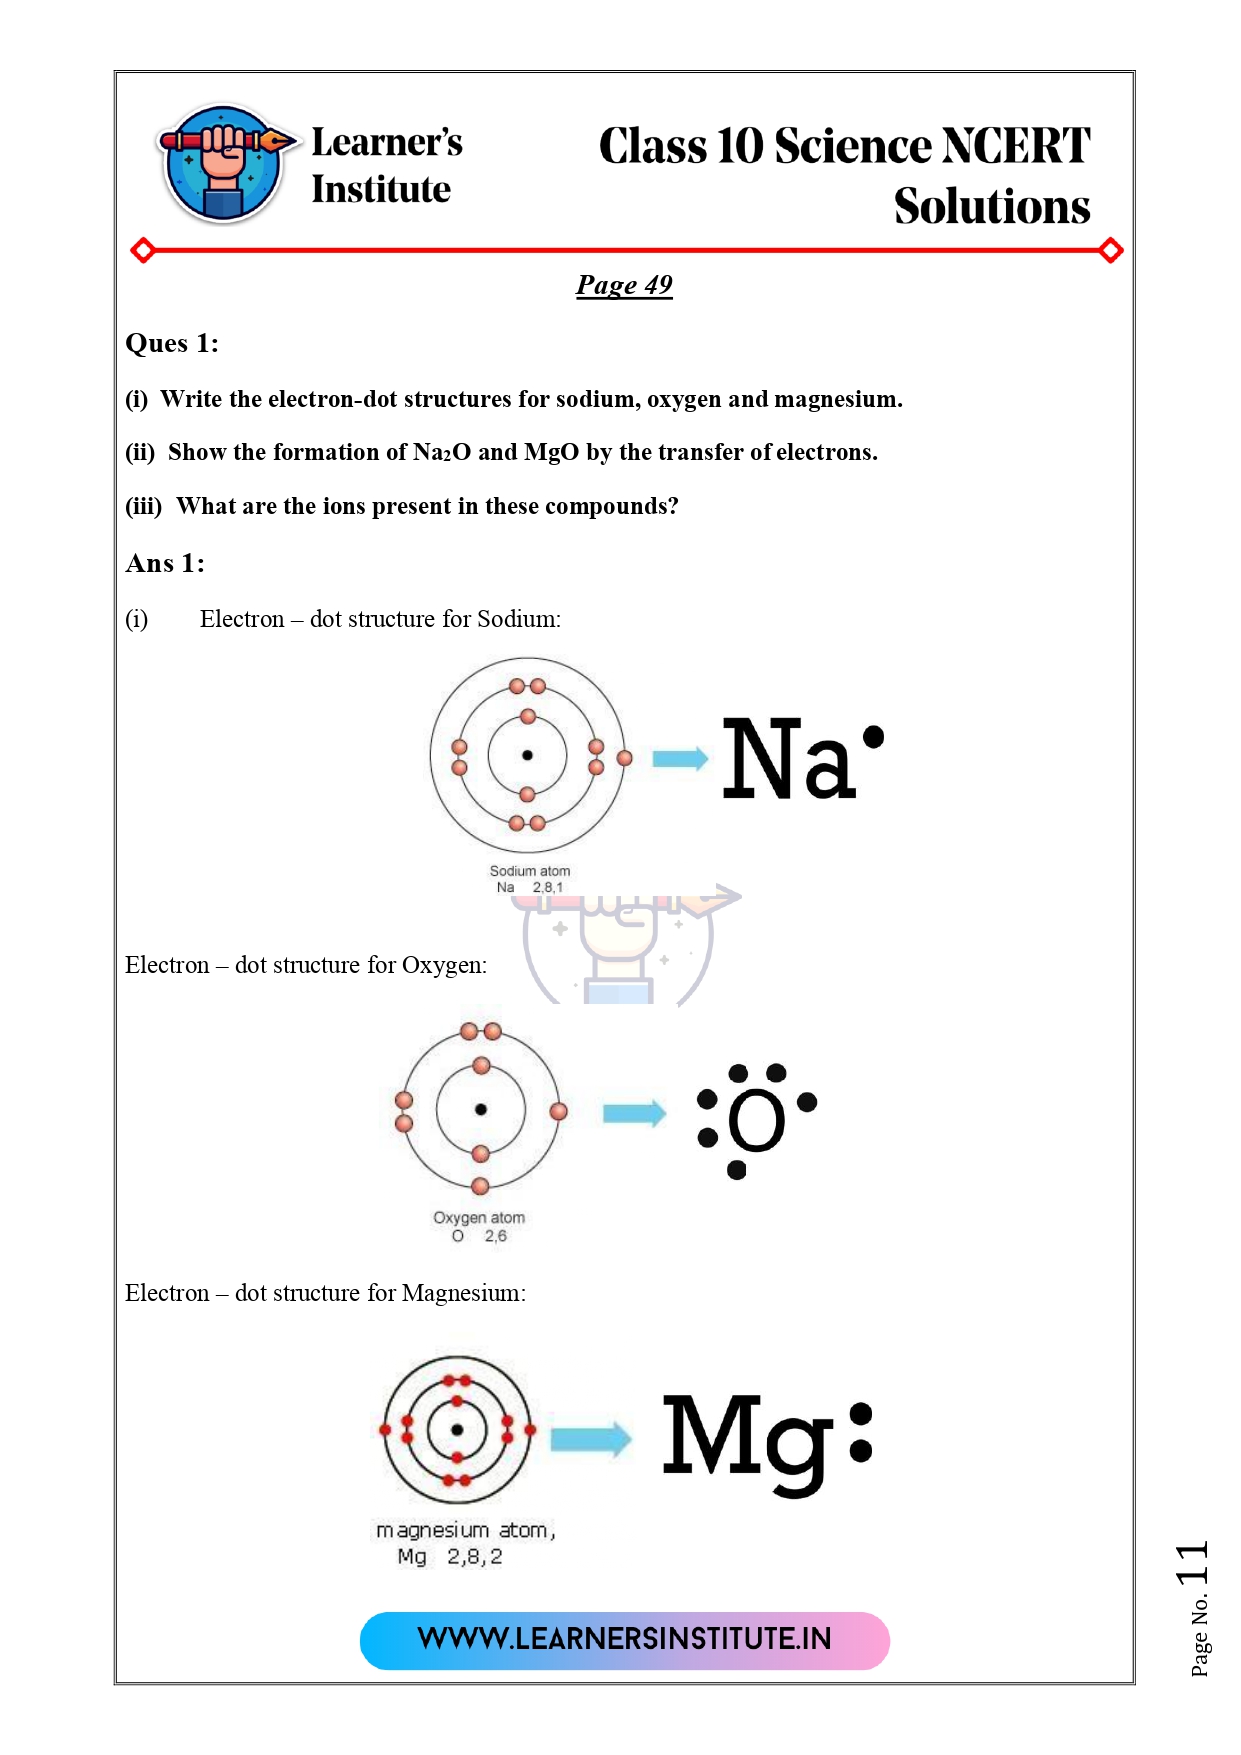 Learner's
Institute
Class 10 Science NCERT
Solutions
Page 49
Ques 1:
(i) Write the electron-dot structures for sodium, oxygen and magnesium.
(ii) Show the formation of Na₂O and MgO by the transfer of electrons.
(iii) What are the ions present in these compounds?
Ans 1:
(i) Electron – dot structure for Sodium:
Na
Sodium atom
Na 2,8,1
Electron – dot structure for Oxygen:
O
Oxygen atom
O 2,6
Electron – dot structure for Magnesium:
Mg
magnesium atom,
Mg 2,8,2
WWW.LEARNERSINSTITUTE.IN
Page No. 11